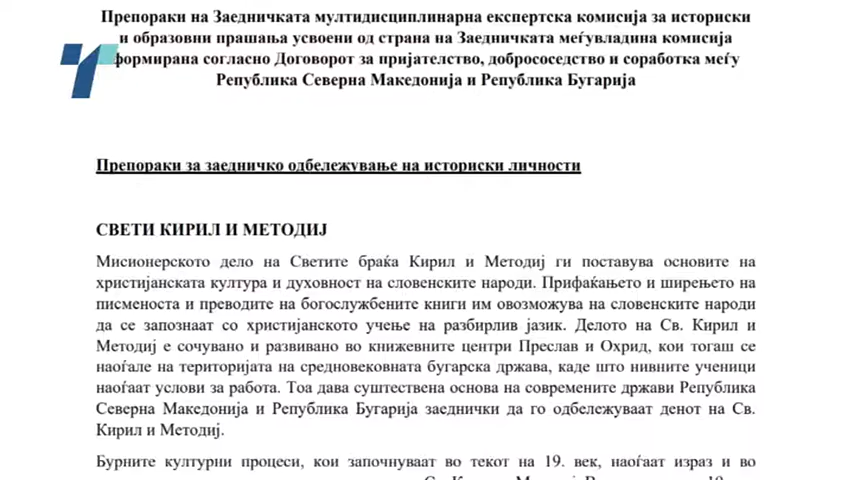 Препораки на Заедничката мултидисциплинарна експертска комисија за историски
и образовни прашања усвоени од страна на Заедничката меѓувладина комисија
формирана согласно Договорот за пријателство, добрососедство и соработка меѓу
Република Северна Македонија и Република Бугарија
Препораки за заедничко одбележување на историски личности
СВЕТИ КИРИЛ И МЕТОДИЈ
Мисионерското дело на Светите браќа Кирил и Методиј ги поставува основите на
христијанската култура и духовност на словенските народи. Прифаќањето и ширењето на
писменоста и преводите на богослужбените книги им овозможува на словенските народи
да се запознаат со христијанското учење на разбирлив јазик. Делото на Св. Кирил и
Методиј е сочувано и развивано во книжевните центри Преслав и Охрид, кои тогаш се
наоѓале на територијата на средновековната бугарска држава, каде што нивните ученици
наоѓаат услови за работа. Тоа дава суштествена основа на современите држави Република
Северна Македонија и Република Бугарија заеднички да го одбележуваат денот на Св.
Кирил и Методиј.
Бурните културни процеси, кои започнуваат во текот на 19. век, наоѓаат израз и во